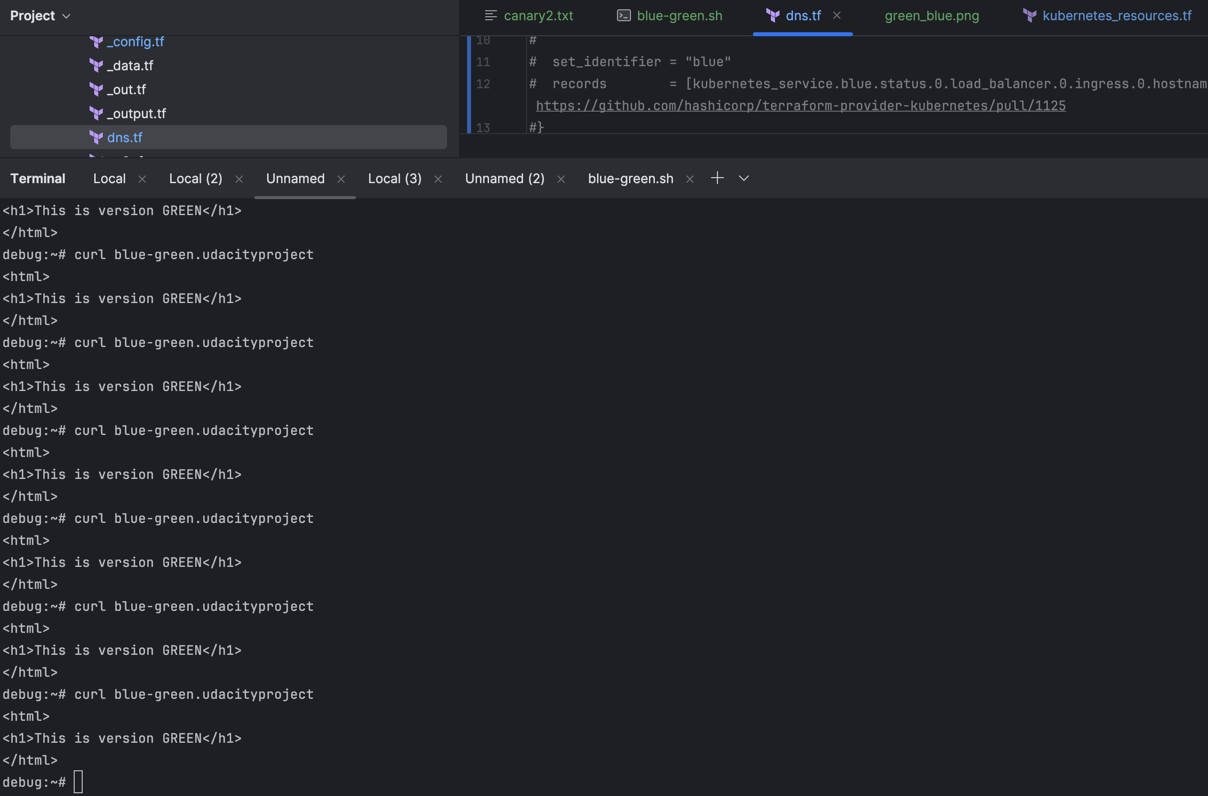 Project
canary2.txt blue-green.sh dns.tf green_blue.png kubernetes_resources.tf
_config.tf
_data.tf
_out.tf
_output.tf
dns.tf
10 #
11 #  set_identifier = "blue"
12 #  records        = [kubernetes_service.blue.status.0.load_balancer.0.ingress.0.hostnam
https://github.com/hashicorp/terraform-provider-kubernetes/pull/1125
13 #}
Terminal Local Local (2) Unnamed Local (3) Unnamed (2) blue-green.sh
<h1>This is version GREEN</h1>
</html>
debug:~# curl blue-green.udacityproject
<html>
<h1>This is version GREEN</h1>
</html>
debug:~# curl blue-green.udacityproject
<html>
<h1>This is version GREEN</h1>
</html>
debug:~# curl blue-green.udacityproject
<html>
<h1>This is version GREEN</h1>
</html>
debug:~# curl blue-green.udacityproject
<html>
<h1>This is version GREEN</h1>
</html>
debug:~# curl blue-green.udacityproject
<html>
<h1>This is version GREEN</h1>
</html>
debug:~# curl blue-green.udacityproject
<html>
<h1>This is version GREEN</h1>
</html>
debug:~#